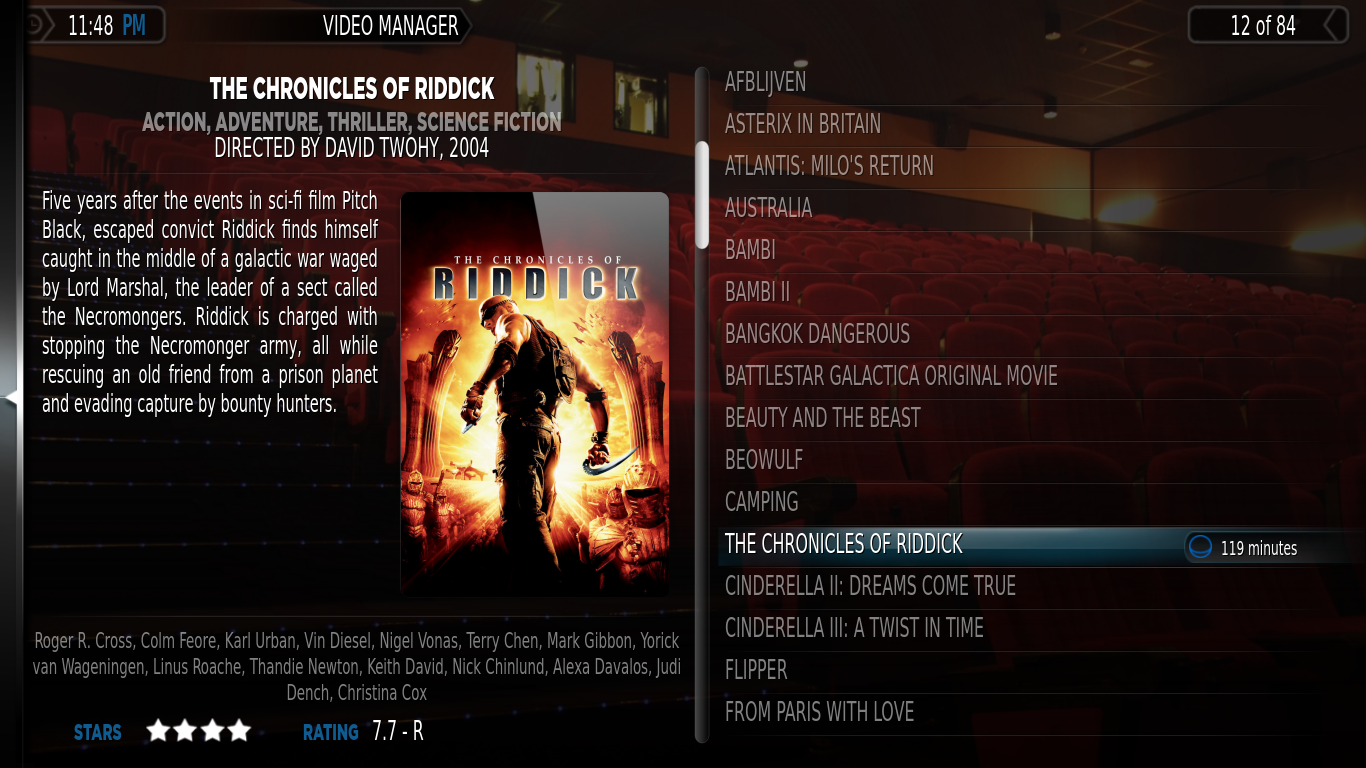 11:48 PM
VIDEO MANAGER
12 of 84
THE CHRONICLES OF RIDDICK
ACTION, ADVENTURE, THRILLER, SCIENCE FICTION
DIRECTED BY DAVID TWOHY, 2004
Five years after the events in sci-fi film Pitch
Black, escaped convict Riddick finds himself
caught in the middle of a galactic war waged
by Lord Marshal, the leader of a sect called
the Necromongers. Riddick is charged with
stopping the Necromonger army, all while
rescuing an old friend from a prison planet
and evading capture by bounty hunters.
THE CHRONICLES OF
RIDDICK
Roger R. Cross, Colm Feore, Karl Urban, Vin Diesel, Nigel Vonas, Terry Chen, Mark Gibbon, Yorick
van Wageningen, Linus Roache, Thandie Newton, Keith David, Nick Chinlund, Alexa Davalos, Judi
Dench, Christina Cox
STARS
RATING 7.7 - R
AFBLIJVEN
ASTERIX IN BRITAIN
ATLANTIS: MILO'S RETURN
AUSTRALIA
BAMBI
BAMBI II
BANGKOK DANGEROUS
BATTLESTAR GALACTICA ORIGINAL MOVIE
BEAUTY AND THE BEAST
BEOWULF
CAMPING
THE CHRONICLES OF RIDDICK 119 minutes
CINDERELLA II: DREAMS COME TRUE
CINDERELLA III: A TWIST IN TIME
FLIPPER
FROM PARIS WITH LOVE